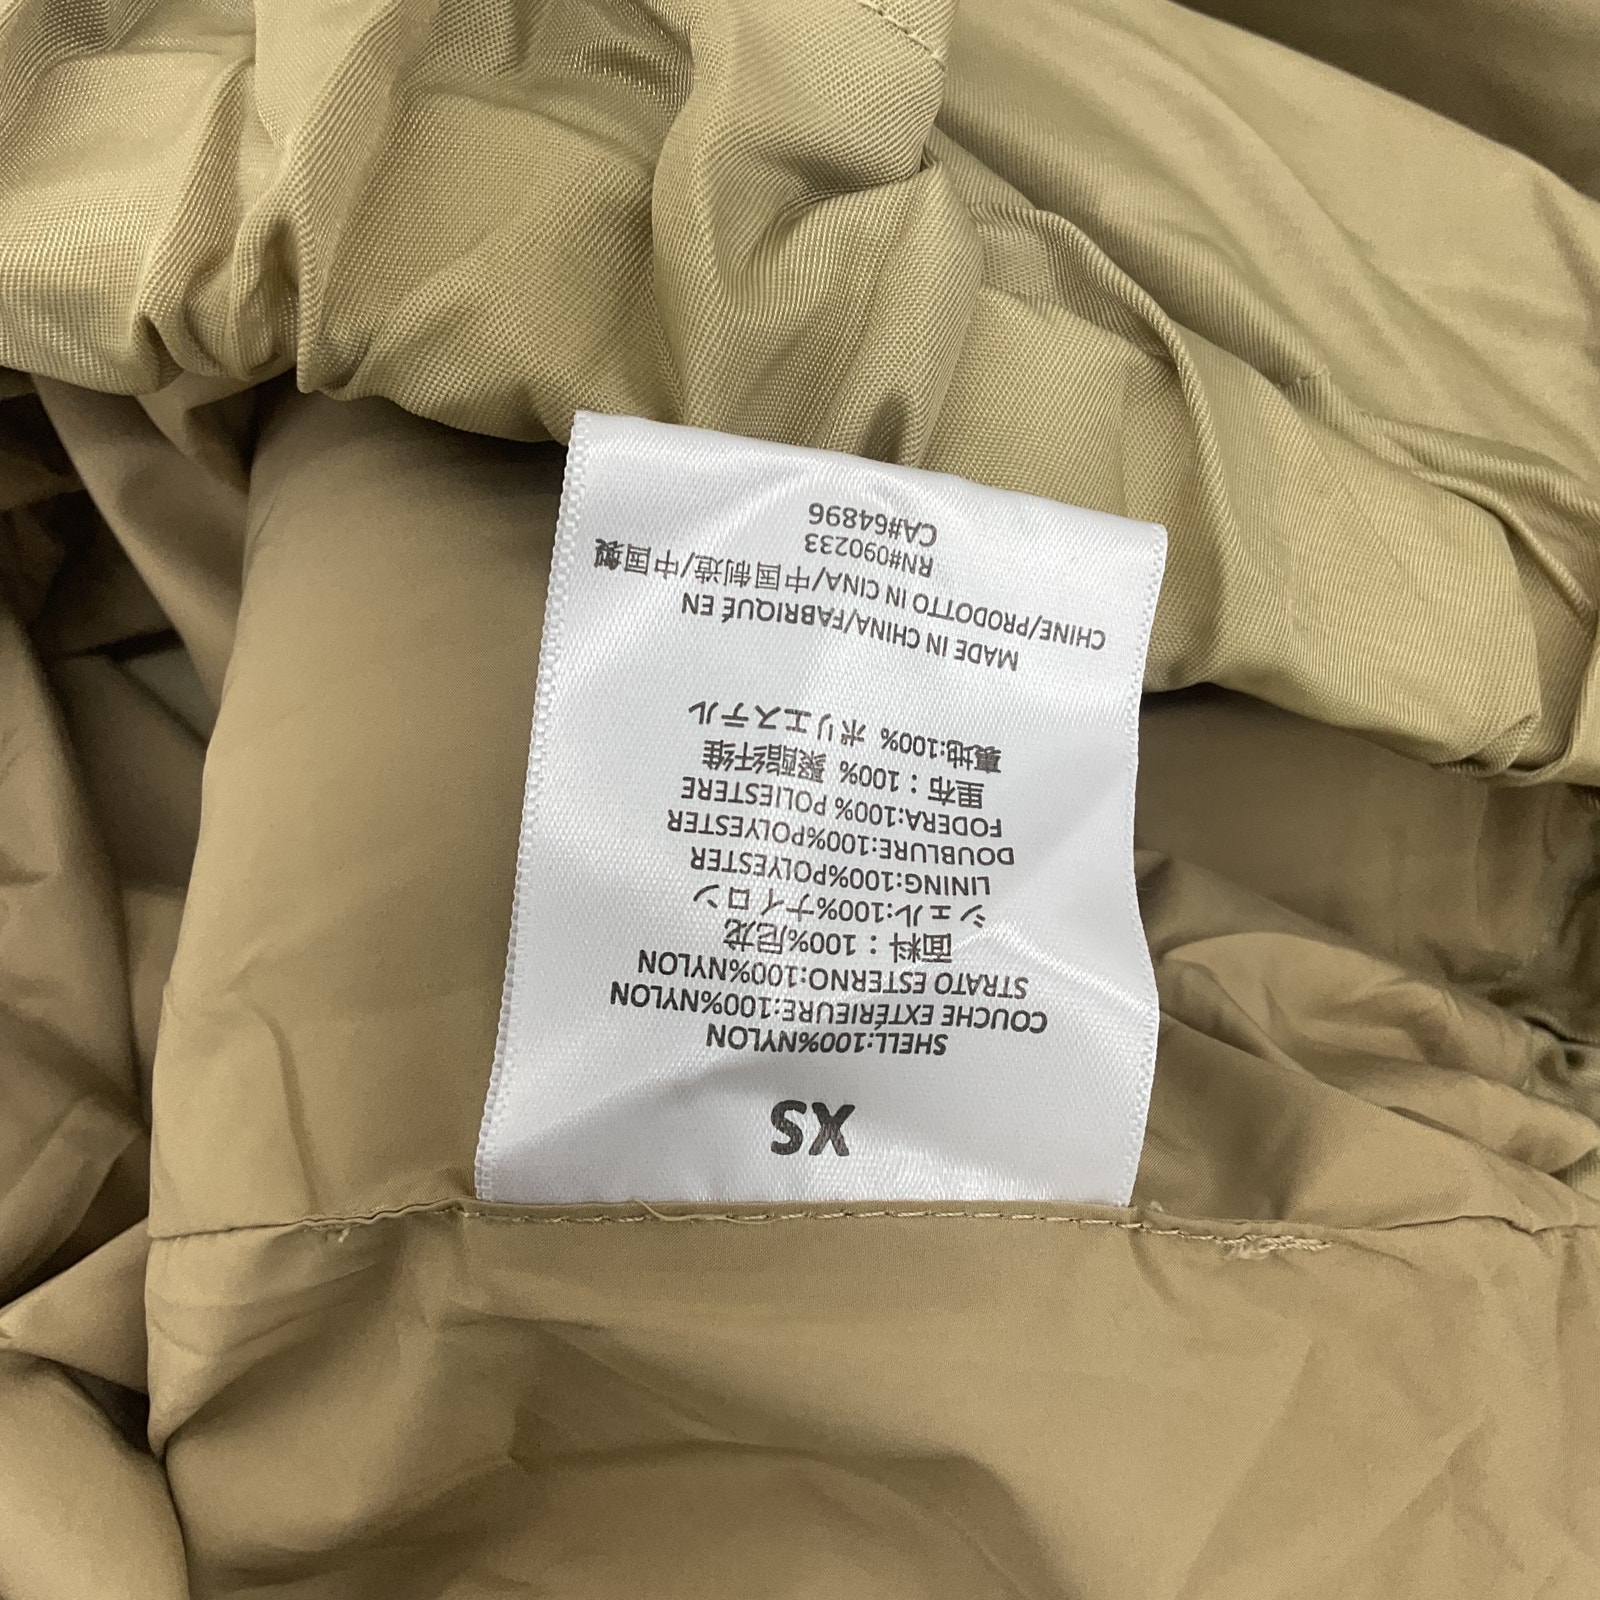 XS
SHELL:100%NYLON
COUCHE EXTÉRIEURE:100%NYLON
STRATO ESTERNO:100%NYLON
面料：100%尼龙
シェル:100%ナイロン
LINING:100%POLYESTER
DOUBLURE:100%POLYESTER
FODERA:100% POLIESTERE
里布：100% 聚酯纤维
裏地:100% ポリエステル
MADE IN CHINA/FABRIQUÉ EN
CHINE/PRODOTTO IN CINA/中国制造/中国製
RN#090233
CA#64896